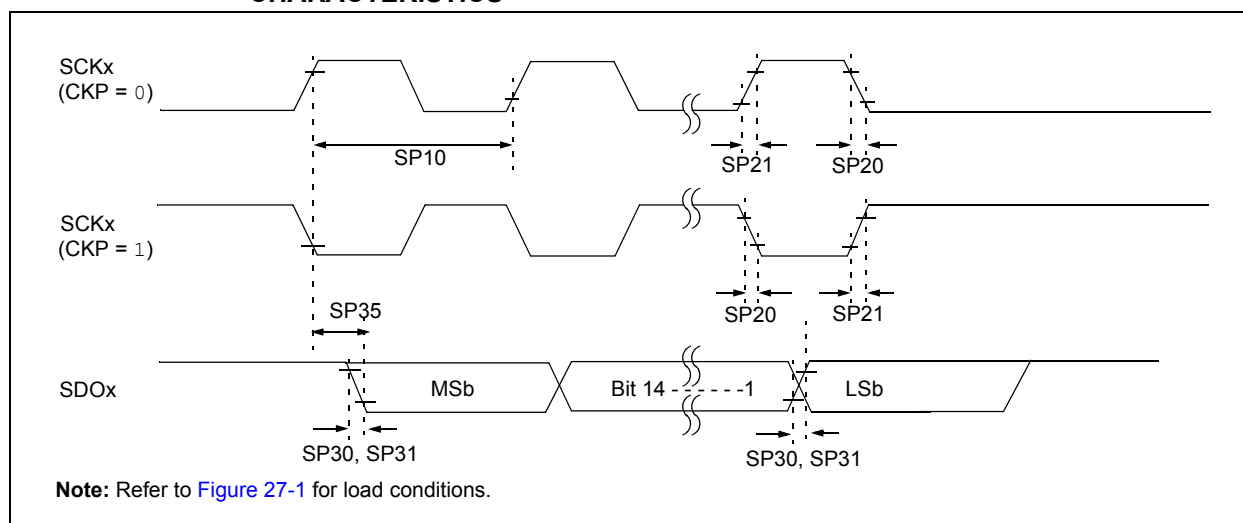 CHARACTERISTICS
SCKx
(CKP = 0)
SP10
SP21
SP20
SCKx
(CKP = 1)
SP35
SP20
SP21
SDOx
MSb
Bit 14 - - - - - -1
LSb
SP30, SP31
SP30, SP31
Note: Refer to Figure 27-1 for load conditions.